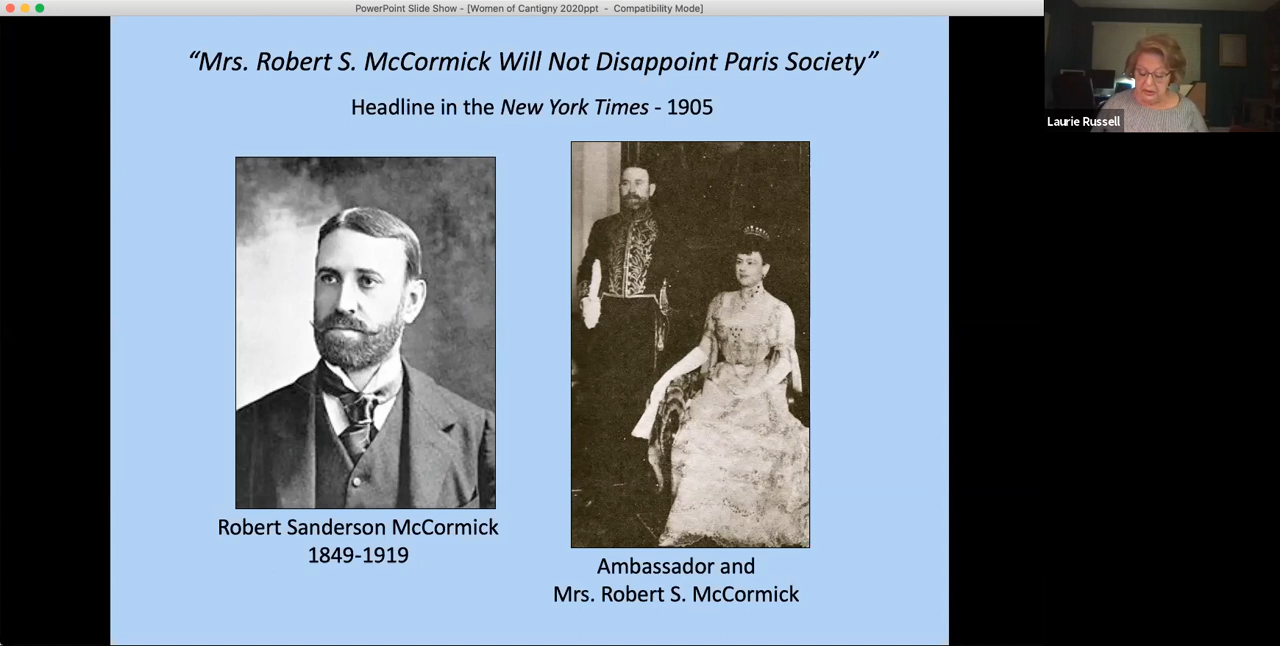 PowerPoint Slide Show - [Women of Cantigny 2020ppt - Compatibility Mode]
“Mrs. Robert S. McCormick Will Not Disappoint Paris Society”
Headline in the New York Times - 1905
Laurie Russell
Robert Sanderson McCormick
1849-1919
Ambassador and
Mrs. Robert S. McCormick